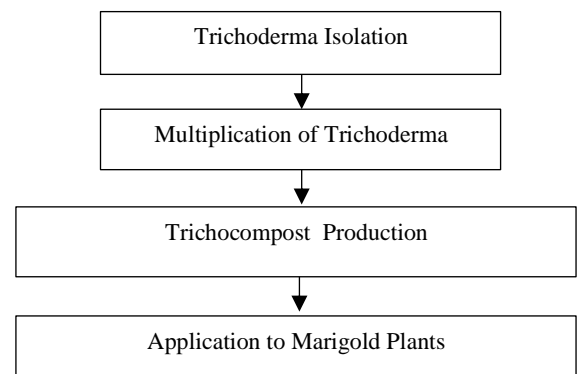 Trichoderma Isolation
Multiplication of Trichoderma
Trichocompost Production
Application to Marigold Plants